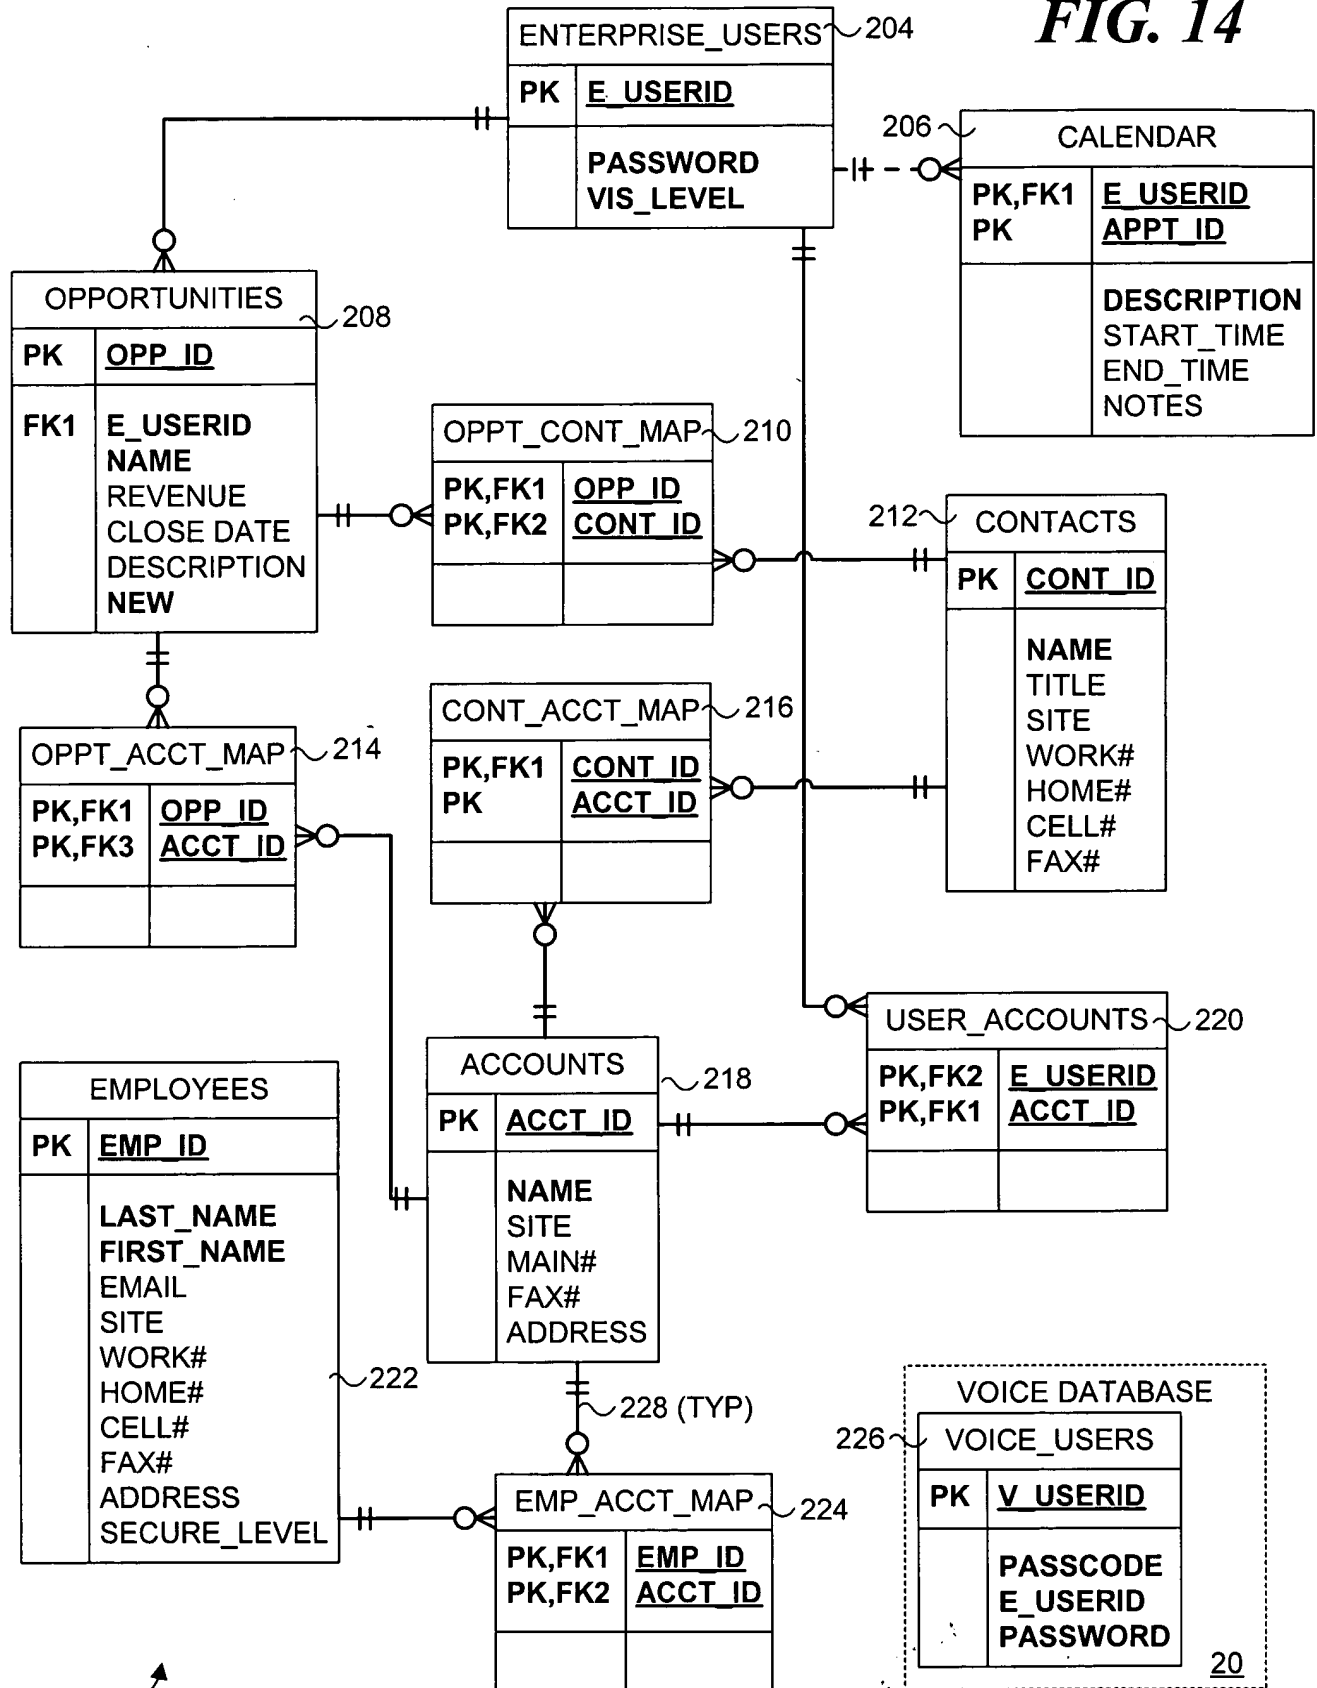 FIG. 14
ENTERPRISE_USERS 204
PK E_USERID
PASSWORD
VIS_LEVEL
206 CALENDAR
PK,FK1 E_USERID
PK APPT_ID
DESCRIPTION
START_TIME
END_TIME
NOTES
OPPORTUNITIES
208
PK OPP_ID
FK1 E_USERID
NAME
REVENUE
CLOSE DATE
DESCRIPTION
NEW
OPPT_CONT_MAP 210
PK,FK1 OPP_ID
PK,FK2 CONT_ID
212 CONTACTS
PK CONT_ID
NAME
TITLE
SITE
WORK#
HOME#
CELL#
FAX#
OPPT_ACCT_MAP 214
PK,FK1 OPP_ID
PK,FK3 ACCT_ID
CONT_ACCT_MAP 216
PK,FK1 CONT_ID
PK ACCT_ID
ACCOUNTS
218
PK ACCT_ID
NAME
SITE
MAIN#
FAX#
ADDRESS
USER_ACCOUNTS 220
PK,FK2 E_USERID
PK,FK1 ACCT_ID
EMPLOYEES
PK EMP_ID
LAST_NAME
FIRST_NAME
EMAIL
SITE
WORK#
HOME#
CELL#
FAX#
ADDRESS
SECURE_LEVEL
222
228 (TYP)
EMP_ACCT_MAP 224
PK,FK1 EMP_ID
PK,FK2 ACCT_ID
VOICE DATABASE
226 VOICE_USERS
PK V_USERID
PASSCODE
E_USERID
PASSWORD
20